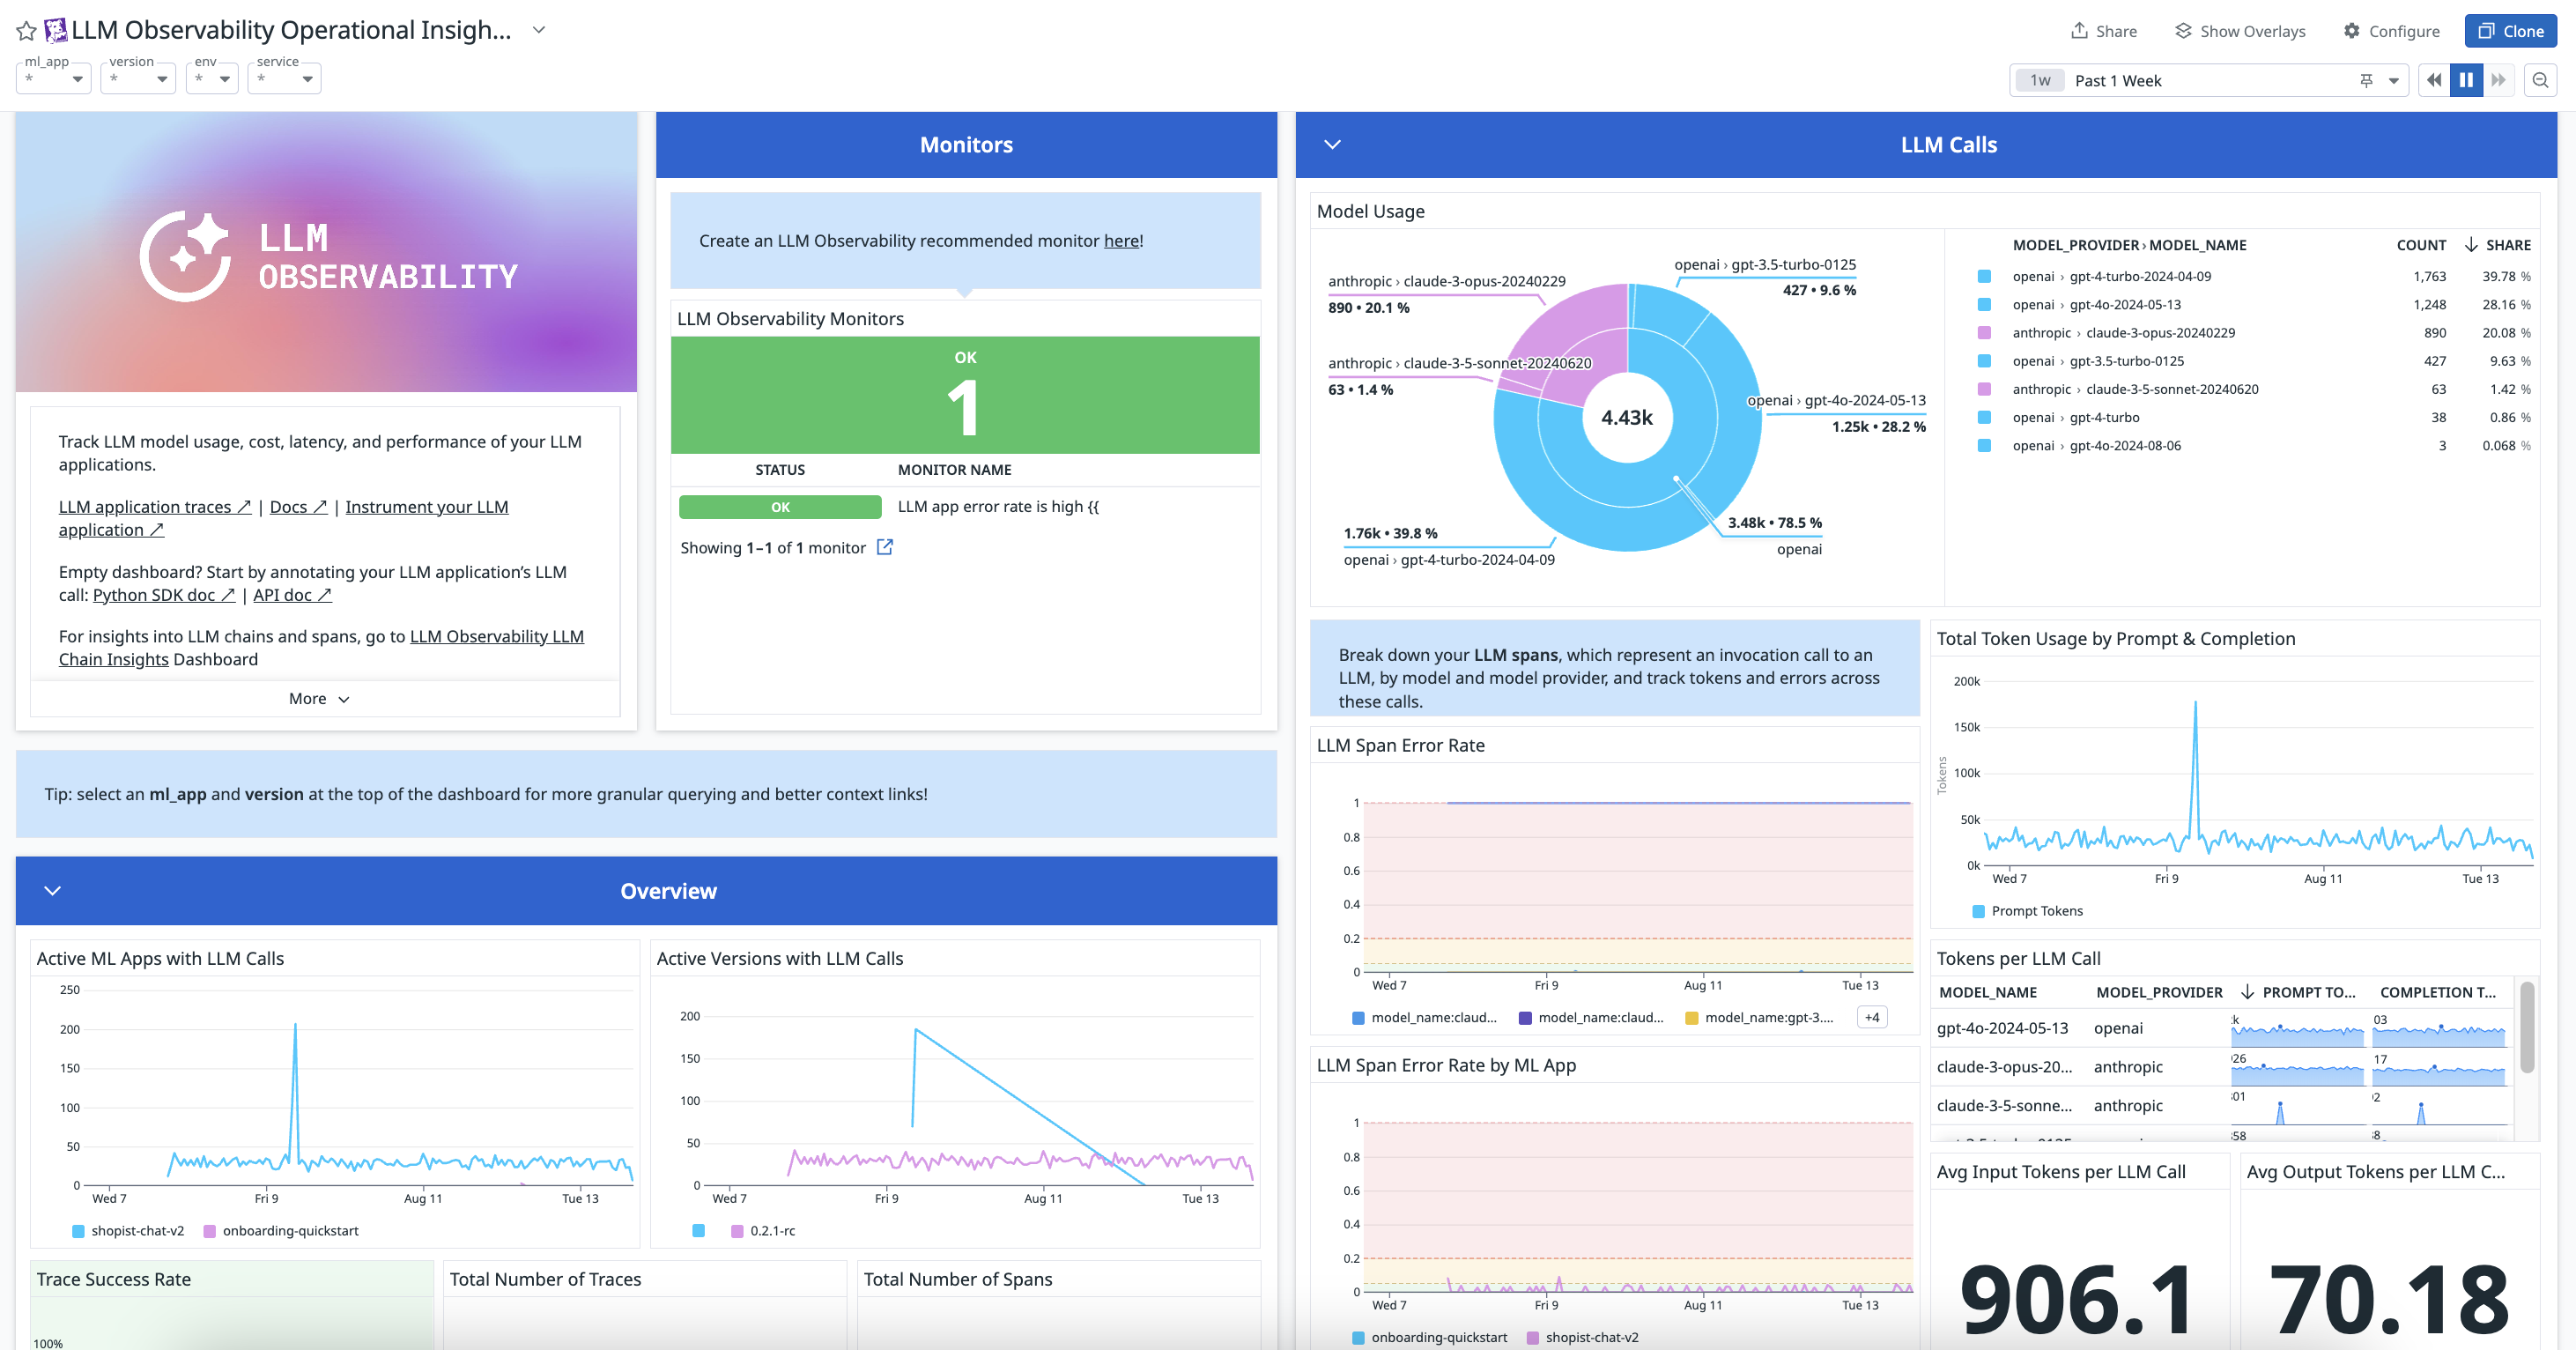 LLM Observability Operational Insigh...
Share
Show Overlays
Configure
Clone
ml_app
*
version
*
env
*
service
*
1w Past 1 Week
LLM
OBSERVABILITY
Track LLM model usage, cost, latency, and performance of your LLM
applications.
LLM application traces ↗ | Docs ↗ | Instrument your LLM
application ↗
Empty dashboard? Start by annotating your LLM application’s LLM
call: Python SDK doc ↗ | API doc ↗
For insights into LLM chains and spans, go to LLM Observability LLM
Chain Insights Dashboard
More
Monitors
Create an LLM Observability recommended monitor here!
LLM Observability Monitors
OK
1
STATUS MONITOR NAME
OK LLM app error rate is high {{
Showing 1–1 of 1 monitor
Tip: select an ml_app and version at the top of the dashboard for more granular querying and better context links!
Overview
Active ML Apps with LLM Calls
250
200
150
100
50
0
Wed 7 Fri 9 Aug 11 Tue 13
shopist-chat-v2 onboarding-quickstart
Active Versions with LLM Calls
200
150
100
50
0
Wed 7 Fri 9 Aug 11 Tue 13
0.2.1-rc
Trace Success Rate
100%
Total Number of Traces
Total Number of Spans
LLM Calls
Model Usage
openai › gpt-3.5-turbo-0125
427 • 9.6 %
anthropic › claude-3-opus-20240229
890 • 20.1 %
anthropic › claude-3-5-sonnet-20240620
63 • 1.4 %
openai › gpt-4o-2024-05-13
1.25k • 28.2 %
4.43k
3.48k • 78.5 %
openai
1.76k • 39.8 %
openai › gpt-4-turbo-2024-04-09
MODEL_PROVIDER › MODEL_NAME COUNT ↓ SHARE
openai › gpt-4-turbo-2024-04-09 1,763 39.78 %
openai › gpt-4o-2024-05-13 1,248 28.16 %
anthropic › claude-3-opus-20240229 890 20.08 %
openai › gpt-3.5-turbo-0125 427 9.63 %
anthropic › claude-3-5-sonnet-20240620 63 1.42 %
openai › gpt-4-turbo 38 0.86 %
openai › gpt-4o-2024-08-06 3 0.068 %
Break down your LLM spans, which represent an invocation call to an
LLM, by model and model provider, and track tokens and errors across
these calls.
LLM Span Error Rate
1
0.8
0.6
0.4
0.2
0
Wed 7 Fri 9 Aug 11 Tue 13
model_name:claud... model_name:claud... model_name:gpt-3.... +4
LLM Span Error Rate by ML App
1
0.8
0.6
0.4
0.2
0
Wed 7 Fri 9 Aug 11 Tue 13
onboarding-quickstart shopist-chat-v2
Total Token Usage by Prompt & Completion
Tokens
200k
150k
100k
50k
0k
Wed 7 Fri 9 Aug 11 Tue 13
Prompt Tokens
Tokens per LLM Call
MODEL_NAME MODEL_PROVIDER ↓ PROMPT TO... COMPLETION T...
gpt-4o-2024-05-13 openai k 03
claude-3-opus-20... anthropic 26 17
claude-3-5-sonne... anthropic 01 2
58 8
Avg Input Tokens per LLM Call
906.1
Avg Output Tokens per LLM C...
70.18